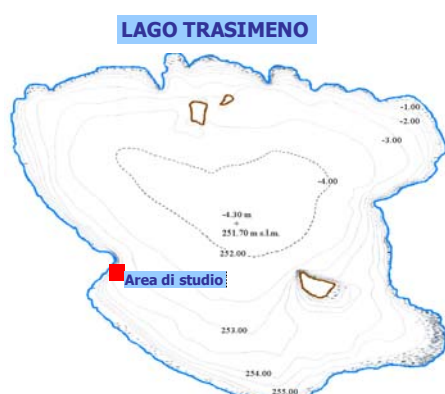 LAGO TRASIMENO
-1.00
-2.00
-3.00
-4.00
-4.30 m
+
251.70 m s.l.m.
252.00
Area di studio
253.00
254.00
255.00